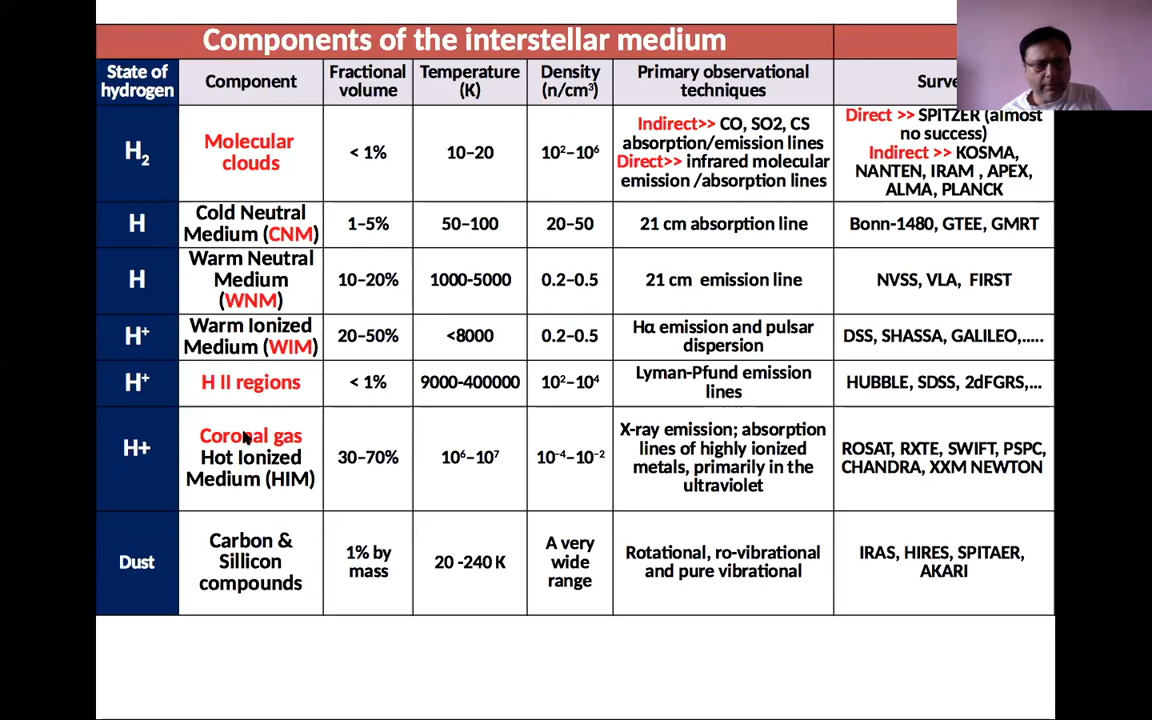 Components of the interstellar medium
State of hydrogen
Component
Fractional volume
Temperature (K)
Density (n/cm³)
Primary observational techniques
H₂
Molecular clouds
< 1%
10–20
10²–10⁶
Indirect>> CO, SO2, CS
absorption/emission lines
Direct>> infrared molecular
emission /absorption lines
Direct >> SPITZER (almost
no success)
Indirect >> KOSMA,
NANTEN, IRAM , APEX,
ALMA, PLANCK
H
Cold Neutral
Medium (CNM)
1–5%
50–100
20–50
21 cm absorption line
Bonn-1480, GTEE, GMRT
H
Warm Neutral
Medium
(WNM)
10–20%
1000-5000
0.2–0.5
21 cm emission line
NVSS, VLA, FIRST
H⁺
Warm Ionized
Medium (WIM)
20–50%
<8000
0.2–0.5
Hα emission and pulsar
dispersion
DSS, SHASSA, GALILEO,.....
H⁺
H II regions
< 1%
9000-400000
10²–10⁴
Lyman-Pfund emission
lines
HUBBLE, SDSS, 2dFGRS,...
H+
Coronal gas
Hot Ionized
Medium (HIM)
30–70%
10⁶–10⁷
10⁻⁴–10⁻²
X-ray emission; absorption
lines of highly ionized
metals, primarily in the
ultraviolet
ROSAT, RXTE, SWIFT, PSPC,
CHANDRA, XXM NEWTON
Dust
Carbon &
Sillicon
compounds
1% by
mass
20 -240 K
A very
wide
range
Rotational, ro-vibrational
and pure vibrational
IRAS, HIRES, SPITAER,
AKARI